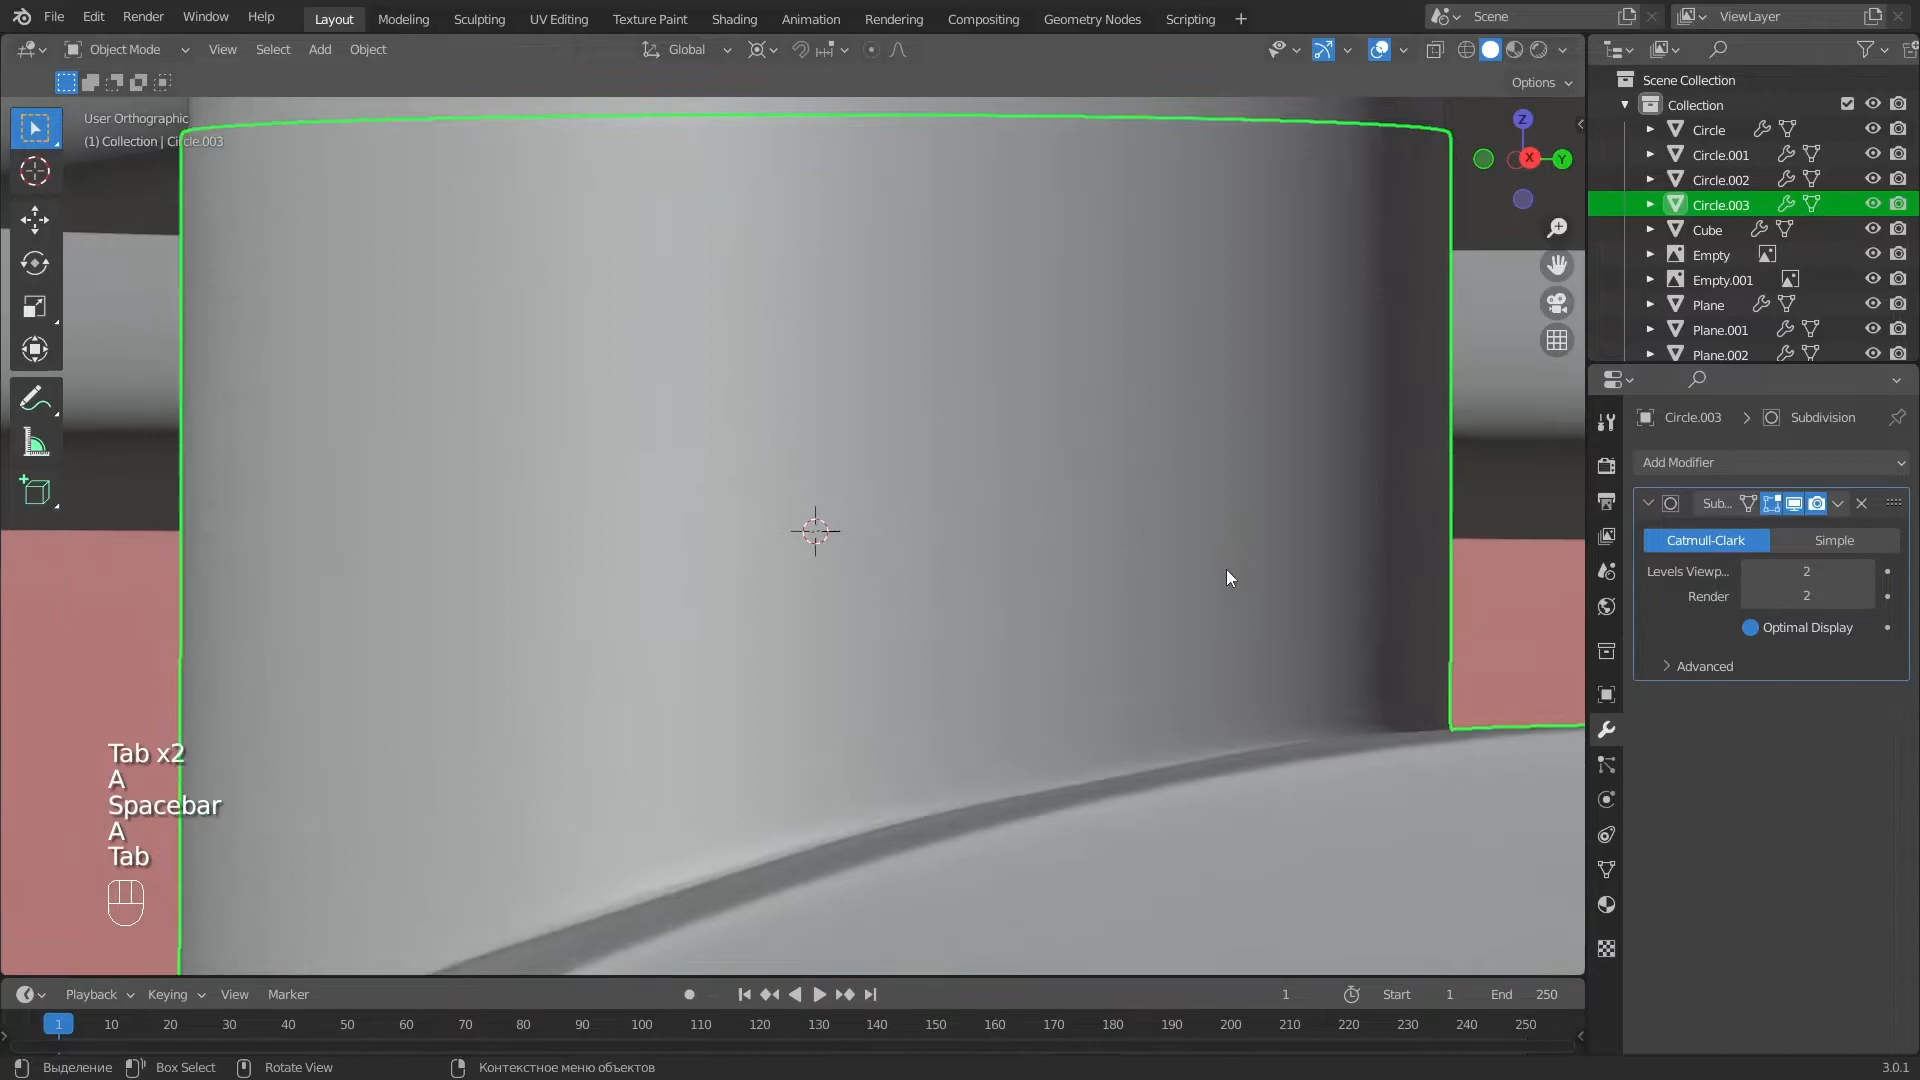 File Edit Render Window Help Layout Modeling Sculpting UV Editing Texture Paint Shading Animation Rendering Compositing Geometry Nodes Scripting + Scene ViewLayer
Object Mode View Select Add Object Global
Options
User Orthographic
(1) Collection | Circle.003
Z
X
Y
Scene Collection
Collection
Circle
Circle.001
Circle.002
Circle.003
Cube
Empty
Empty.001
Plane
Plane.001
Plane.002
Circle.003 > Subdivision
Add Modifier
Sub...
Catmull-Clark Simple
Levels Viewp... 2
Render 2
Optimal Display
Advanced
Tab x2
A
Spacebar
A
Tab
Playback Keying View Marker 1 Start 1 End 250
1 10 20 30 40 50 60 70 80 90 100 110 120 130 140 150 160 170 180 190 200 210 220 230 240 250
Выделение Box Select Rotate View Контекстное меню объектов 3.0.1